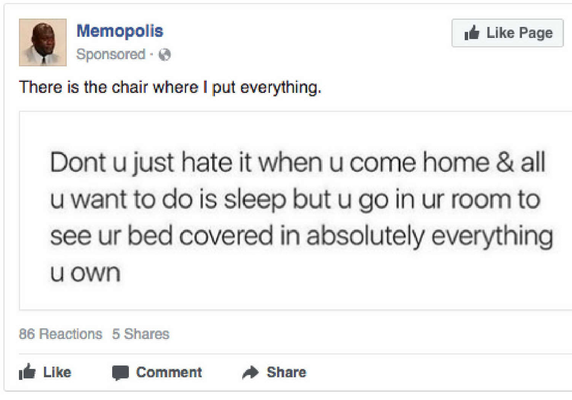 Memopolis
Like Page
Sponsored ·
There is the chair where I put everything.
Dont u just hate it when u come home & all
u want to do is sleep but u go in ur room to
see ur bed covered in absolutely everything
u own
86 Reactions 5 Shares
Like Comment Share